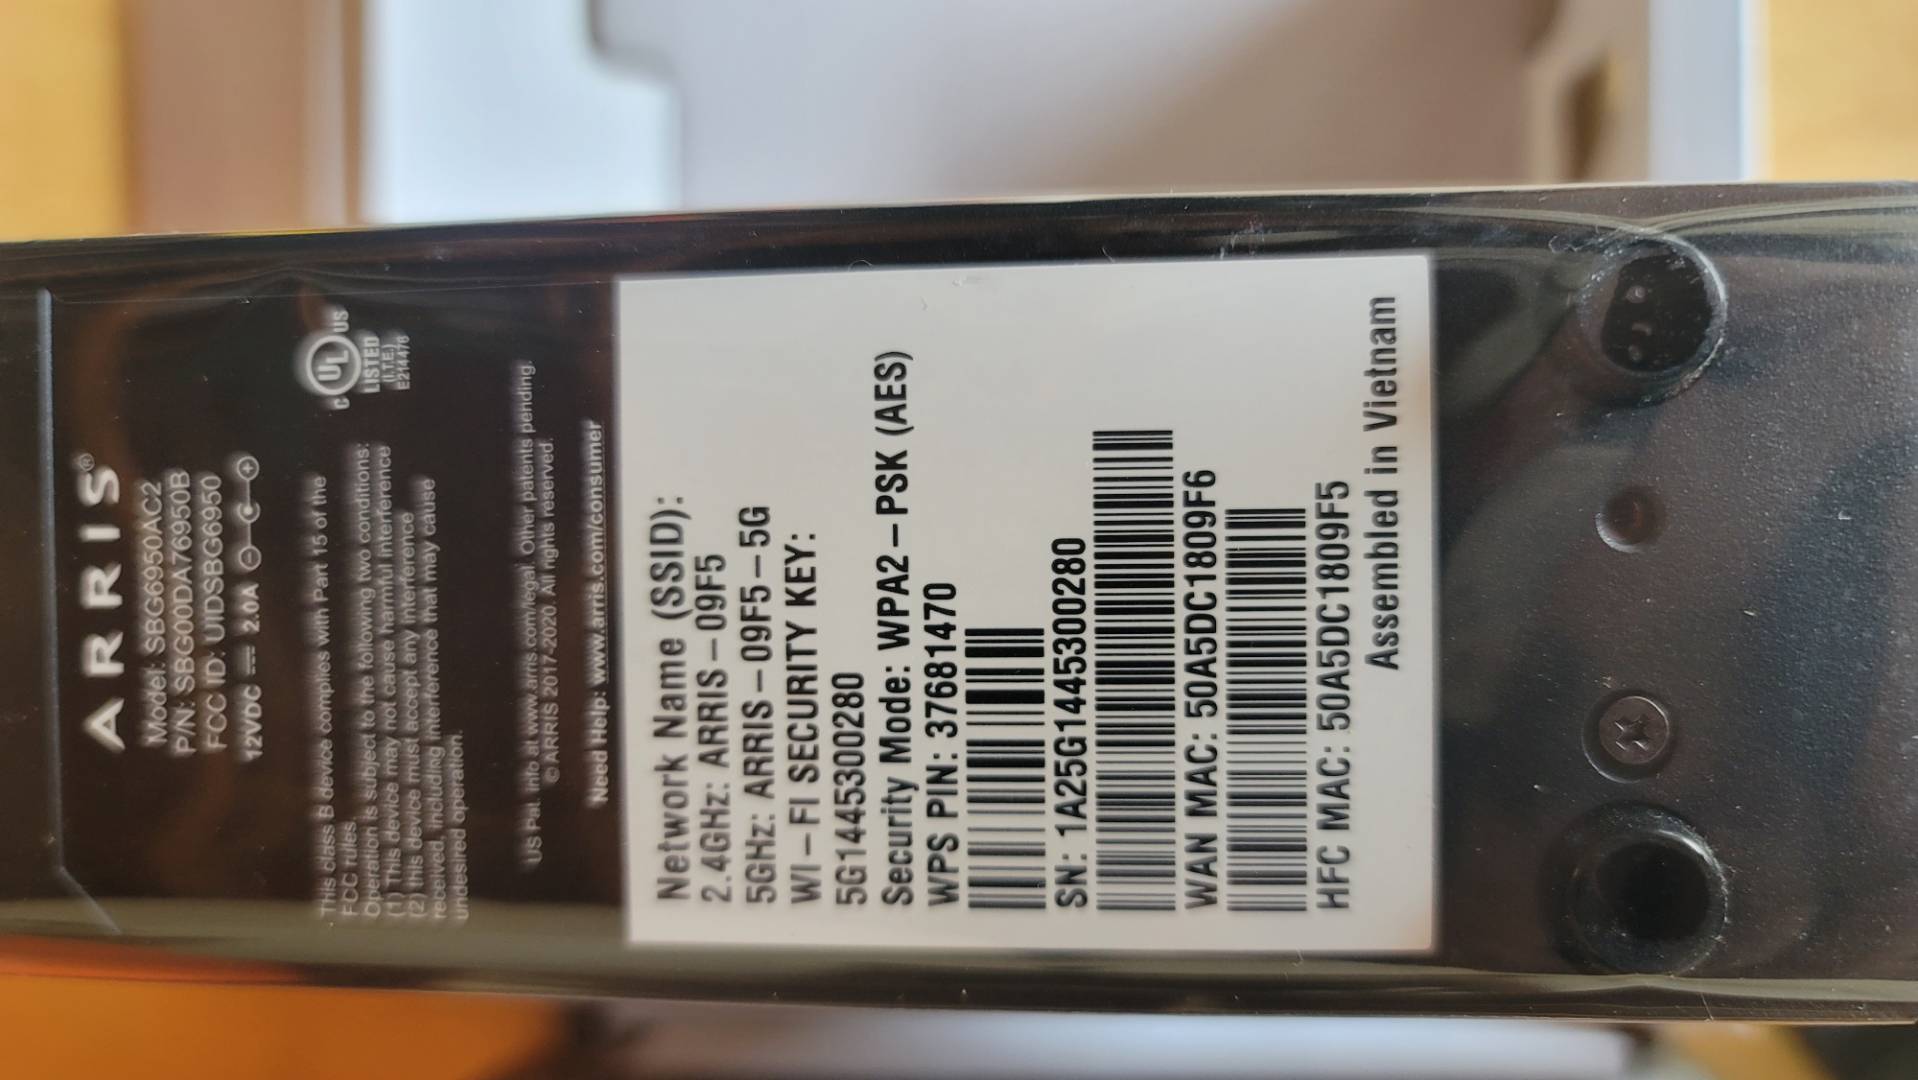 ARRIS®
Model: SBG6950AC2
P/N: SBG00DA76950B
FCC ID: UIDSBG6950
12VDC ⎓ 2.0A
C UL US
LISTED
(I.T.E.)
E214476
This class B device complies with Part 15 of the
FCC rules.
Operation is subject to the following two conditions:
(1) This device may not cause harmful interference
(2) this device must accept any interference
received, including interference that may cause
undesired operation.
US Pat. info at www.arris.com/legal. Other patents pending.
© ARRIS 2017-2020. All rights reserved.
Need Help: www.arris.com/consumer
Network Name (SSID):
2.4GHz: ARRIS-09F5
5GHz: ARRIS-09F5-5G
WI-FI SECURITY KEY:
5G1445300280
Security Mode: WPA2-PSK (AES)
WPS PIN: 37681470
SN: 1A25G1445300280
WAN MAC: 50A5DC1809F6
HFC MAC: 50A5DC1809F5
Assembled in Vietnam